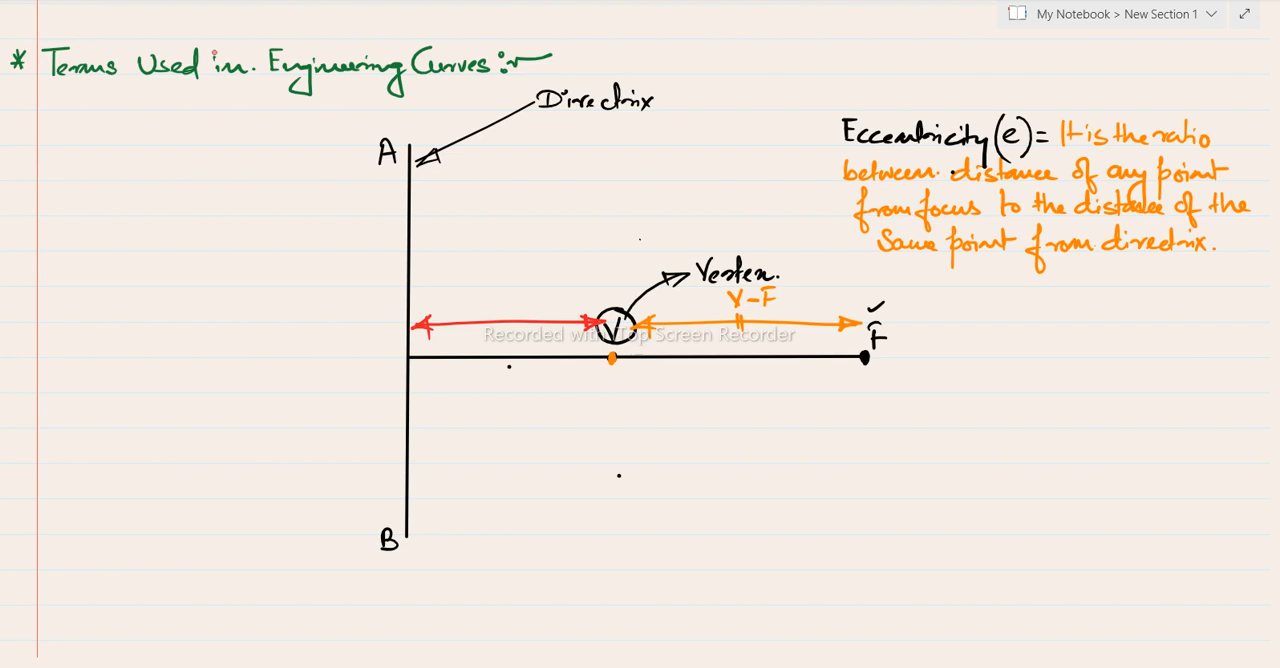 My Notebook > New Section 1
* Terms Used in. Engineering Curves :-
Directrix
A
Eccentricity (e) = It is the ratio
between. distance of any point
from focus to the distance of the
Same point from directrix.
Vertex.
V-F
V
F
Recorded with iTop Screen Recorder
B